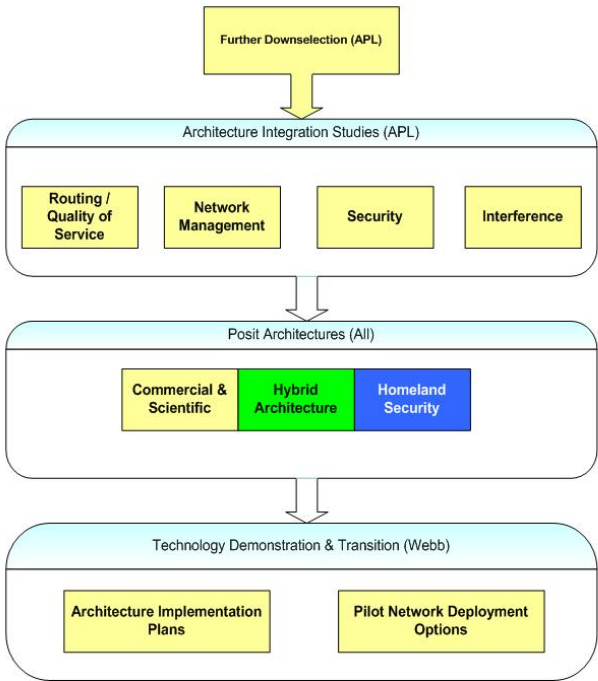 Further Downselection (APL)
Architecture Integration Studies (APL)
Routing /
Quality of
Service
Network
Management
Security
Interference
Posit Architectures (All)
Commercial &
Scientific
Hybrid
Architecture
Homeland
Security
Technology Demonstration & Transition (Webb)
Architecture Implementation
Plans
Pilot Network Deployment
Options